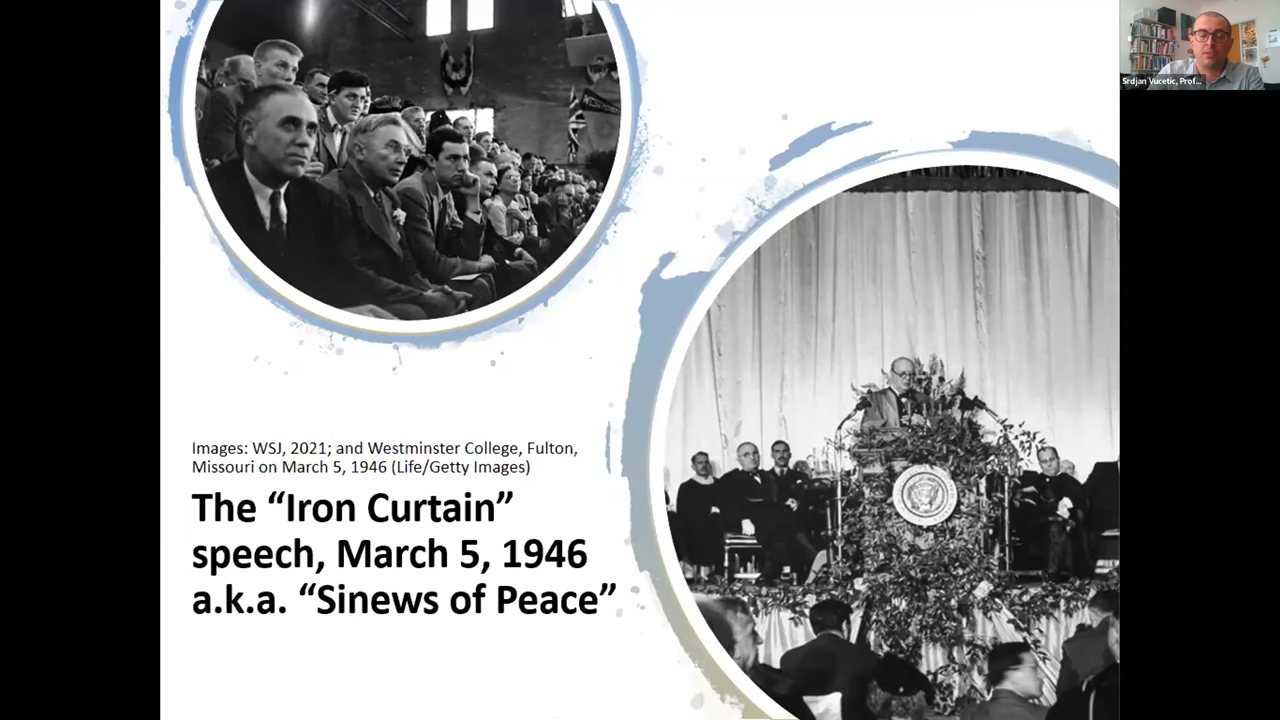 Srdjan Vucetic, Prof...
Images: WSJ, 2021; and Westminster College, Fulton,
Missouri on March 5, 1946 (Life/Getty Images)
The “Iron Curtain”
speech, March 5, 1946
a.k.a. “Sinews of Peace”